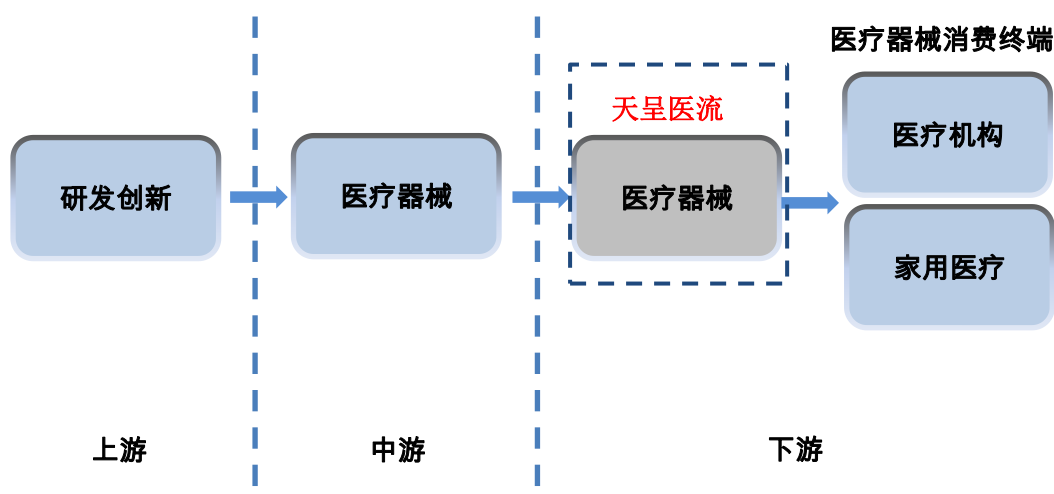 医疗器械消费终端
天呈医流
医疗机构
研发创新
医疗器械
医疗器械
家用医疗
上游
中游
下游